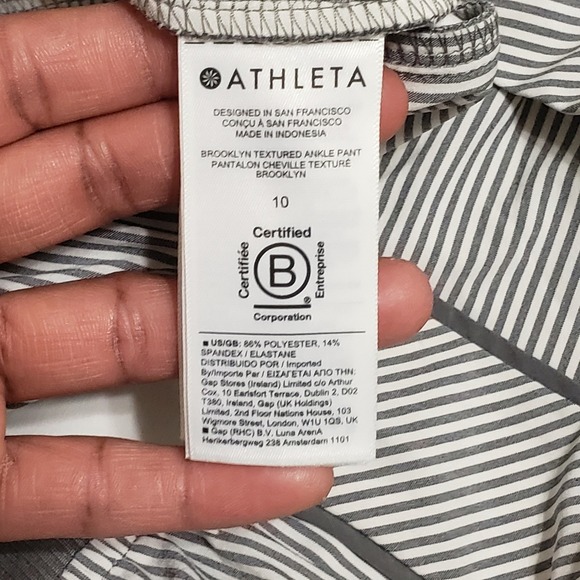 ATHLETA
DESIGNED IN SAN FRANCISCO
CONÇU À SAN FRANCISCO
MADE IN INDONESIA
BROOKLYN TEXTURED ANKLE PANT
PANTALON CHEVILLE TEXTURÉ
BROOKLYN
10
Certified
Certifiée
B
Entreprise
®
Corporation
■ US/GB: 86% POLYESTER, 14%
SPANDEX / ELASTANE
DISTRIBUIDO POR / Imported
By/Importe Par / ΕΙΣΑΓΕΤΑΙ ΑΠΟ ΤΗΝ:
Gap Stores (Ireland) Limited c/o Arthur
Cox, 10 Earlsfort Terrace, Dublin 2, D02
T380, Ireland, Gap (UK Holdings)
Limited, 2nd Floor Nations House, 103
Wigmore Street, London, W1U 1QS, UK
■ Gap (RHC) B.V. Luna ArenA
Herikerbergweg 238 Amsterdam 1101